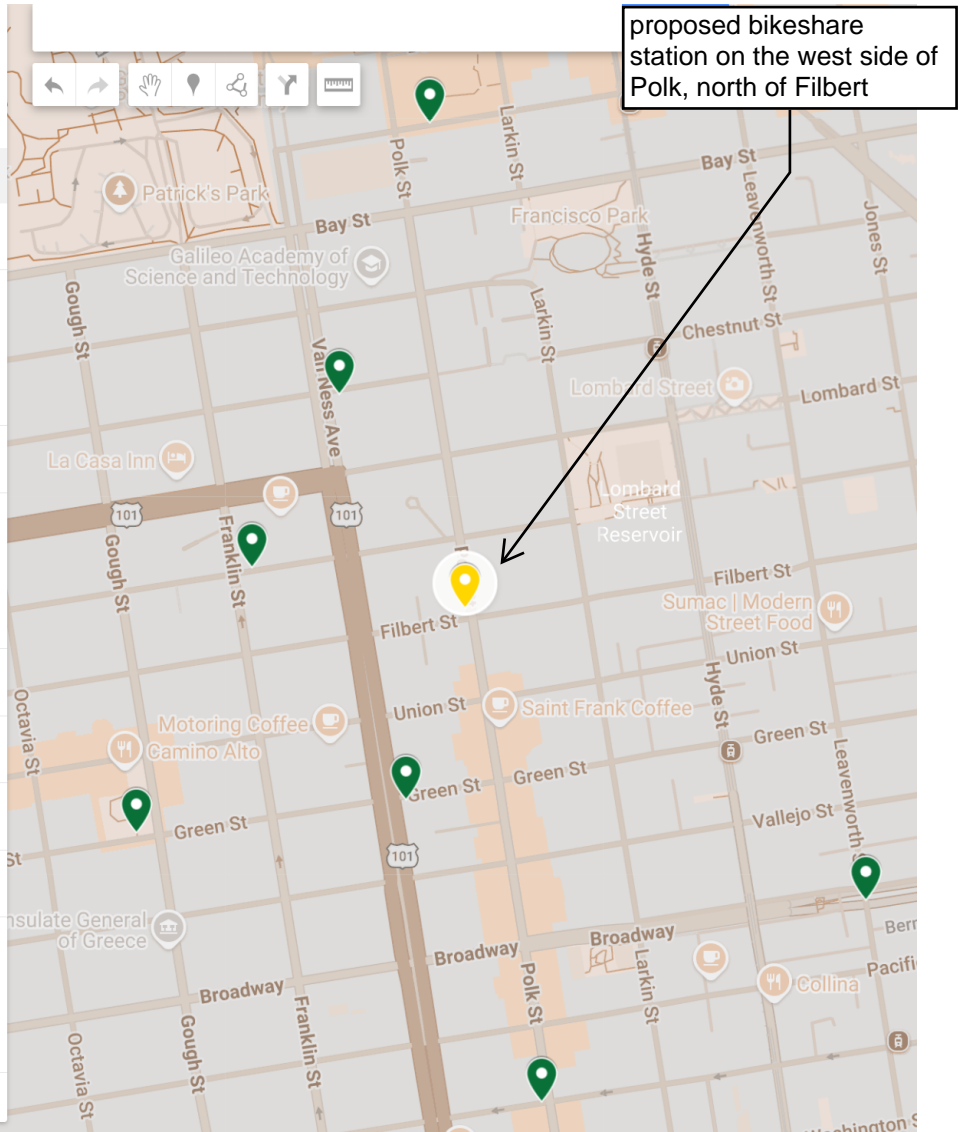 proposed bikeshare
station on the west side of
Polk, north of Filbert
Larkin St
Polk St
Bay St
Patrick's Park
Leavenworth St
Jones St
Francisco Park
Bay St
Hyde St
Galileo Academy of
Science and Technology
Gough St
Larkin St
Chestnut St
Van Ness Ave
Lombard Street
Lombard St
La Casa Inn
Lombard
Street
Reservoir
101
101
Gough St
Franklin St
Filbert St
Sumac | Modern
Street Food
Filbert St
Union St
Hyde St
Octavia St
Union St
Saint Frank Coffee
Motoring Coffee
Camino Alto
Green St
Leavenworth S
Green St
Green St
Vallejo St
Green St
St
101
nsulate General
of Greece
Broadway
Broadway
Bern
Polk St
Larkin St
Pacifi
Collina
Broadway
Franklin St
Gough St
Octavia St
Washington S